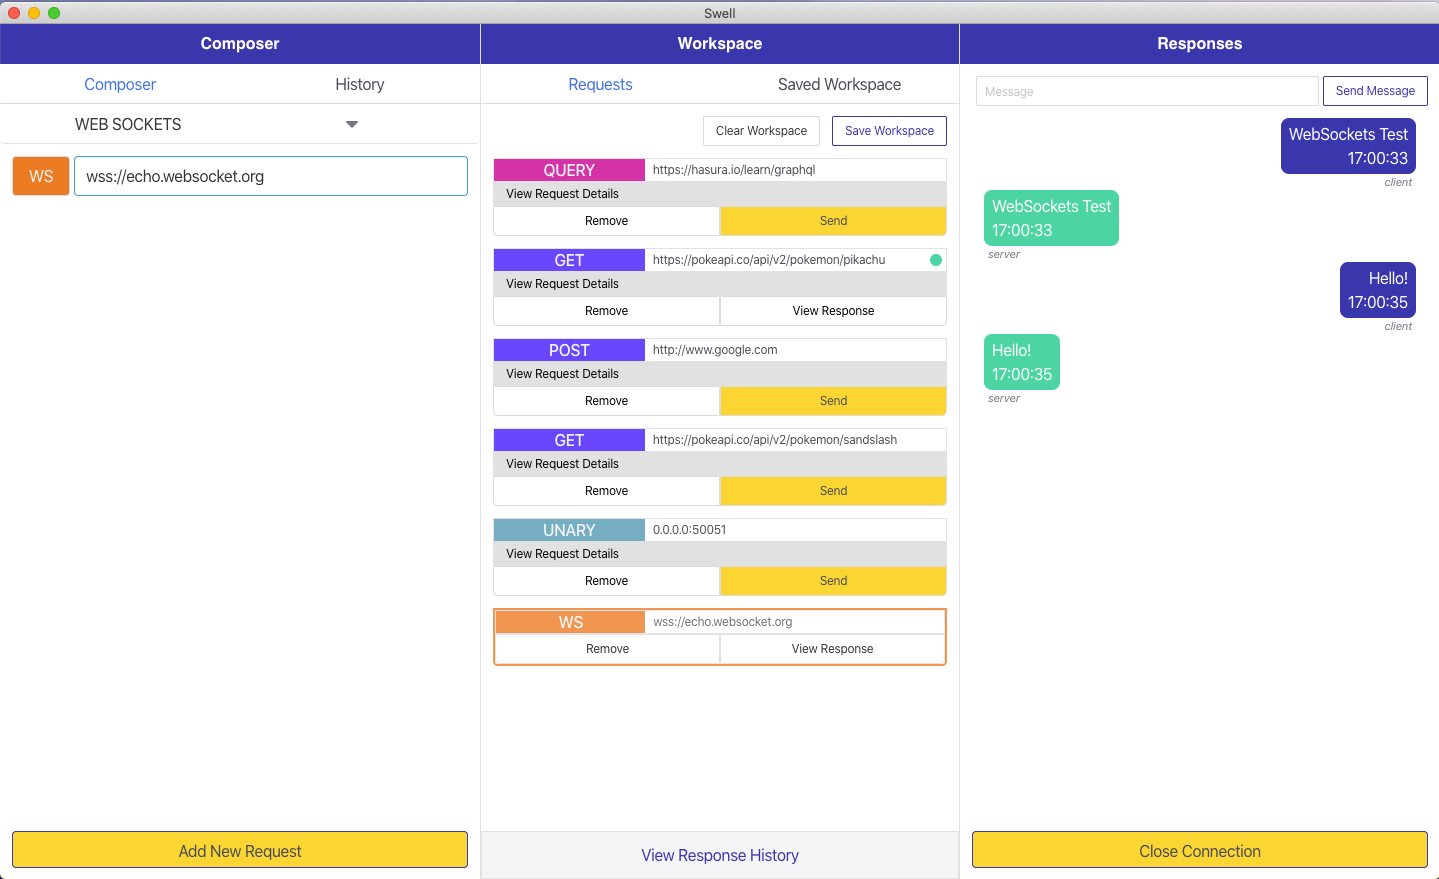 Swell
Composer
Composer
History
WEB SOCKETS
WS
wss://echo.websocket.org
Add New Request
Workspace
Requests
Saved Workspace
Clear Workspace
Save Workspace
QUERY
https://hasura.io/learn/graphql
View Request Details
Remove
Send
GET
https://pokeapi.co/api/v2/pokemon/pikachu
View Request Details
Remove
View Response
POST
http://www.google.com
View Request Details
Remove
Send
GET
https://pokeapi.co/api/v2/pokemon/sandslash
View Request Details
Remove
Send
UNARY
0.0.0.0:50051
View Request Details
Remove
Send
WS
wss://echo.websocket.org
Remove
View Response
View Response History
Responses
Message
Send Message
WebSockets Test
17:00:33
client
WebSockets Test
17:00:33
server
Hello!
17:00:35
client
Hello!
17:00:35
server
Close Connection